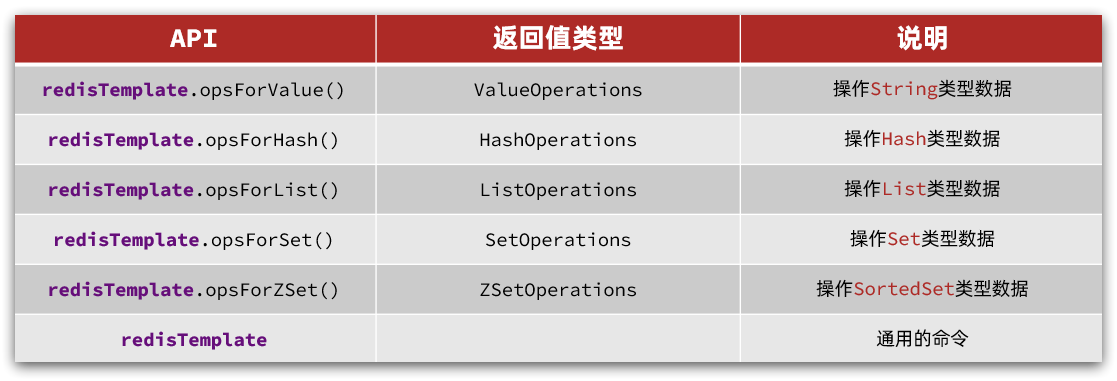 API 返回值类型 说明
redisTemplate.opsForValue() ValueOperations 操作String类型数据
redisTemplate.opsForHash() HashOperations 操作Hash类型数据
redisTemplate.opsForList() ListOperations 操作List类型数据
redisTemplate.opsForSet() SetOperations 操作Set类型数据
redisTemplate.opsForZSet() ZSetOperations 操作SortedSet类型数据
redisTemplate 通用的命令